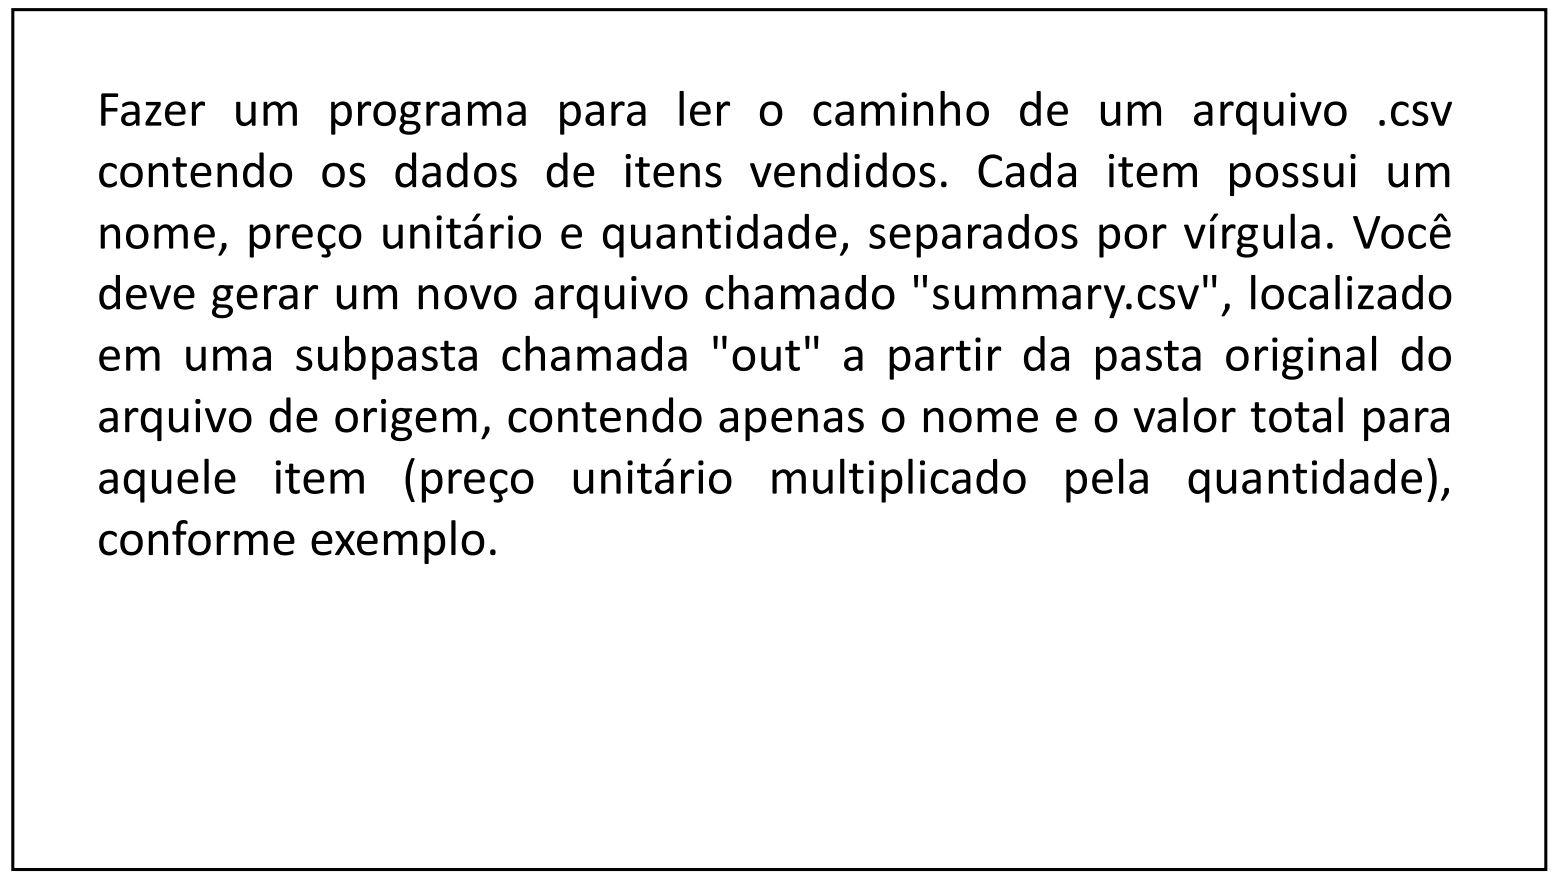 Fazer um programa para ler o caminho de um arquivo .csv
contendo os dados de itens vendidos. Cada item possui um
nome, preço unitário e quantidade, separados por vírgula. Você
deve gerar um novo arquivo chamado "summary.csv", localizado
em uma subpasta chamada "out" a partir da pasta original do
arquivo de origem, contendo apenas o nome e o valor total para
aquele item (preço unitário multiplicado pela quantidade),
conforme exemplo.